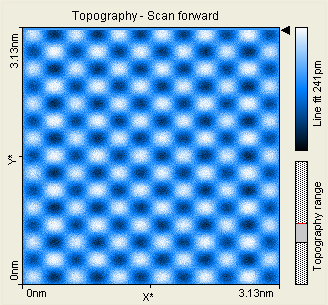 Topography - Scan forward
3.13nm
Y*
0nm
0nm
X*
3.13nm
Line fit 241pm
Topography range